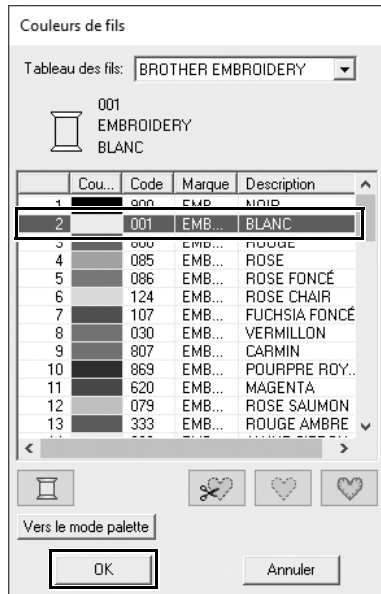 Couleurs de fils
Tableau des fils: BROTHER EMBROIDERY
001
EMBROIDERY
BLANC
Cou... Code Marque Description
1 900 EMB... NOIR
2 001 EMB... BLANC
3 800 EMB... ROUGE
4 085 EMB... ROSE
5 086 EMB... ROSE FONCÉ
6 124 EMB... ROSE CHAIR
7 107 EMB... FUCHSIA FONCÉ
8 030 EMB... VERMILLON
9 807 EMB... CARMIN
10 869 EMB... POURPRE ROY..
11 620 EMB... MAGENTA
12 079 EMB... ROSE SAUMON
13 333 EMB... ROUGE AMBRE
Vers le mode palette
OK Annuler